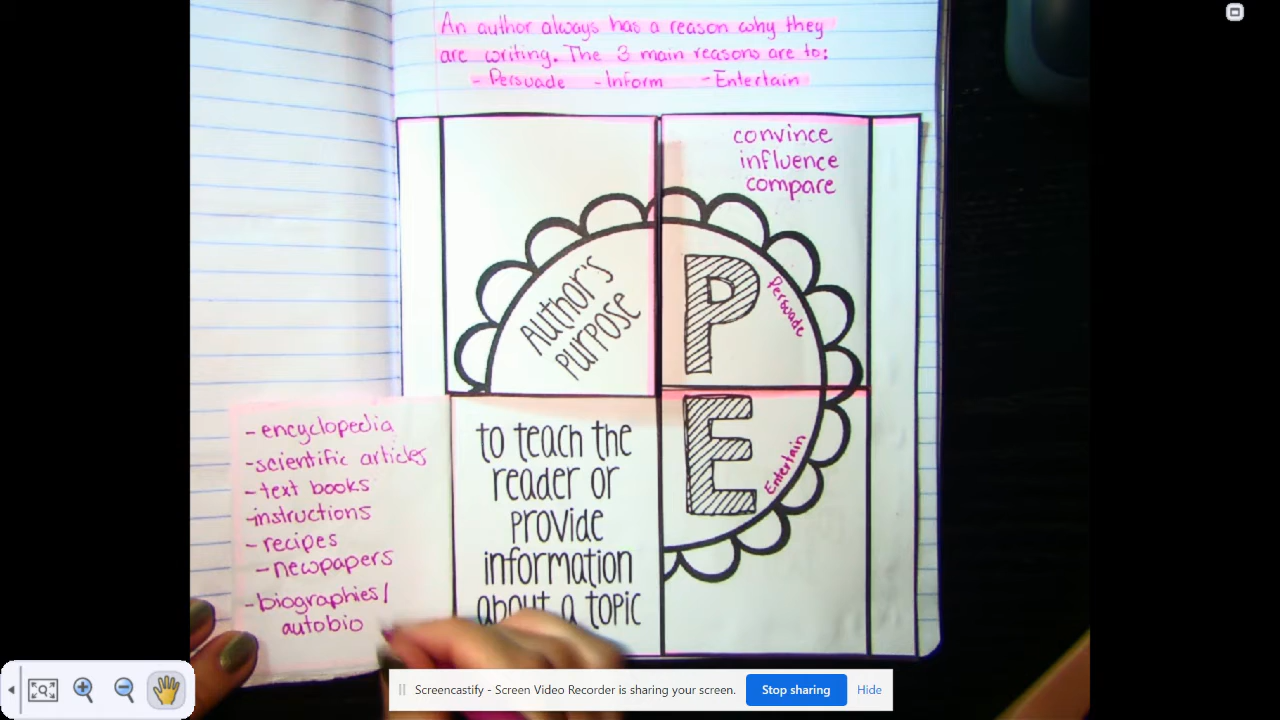 An author always has a reason why they
are writing. The 3 main reasons are to:
- Persuade - Inform - Entertain
convince
influence
compare
Author's
Purpose
P
Persuade
E
Entertain
- encyclopedia
- scientific articles
- text books
- instructions
- recipes
- newpapers
- biographies/
autobio
to teach the
reader or
provide
information
about a topic
Screencastify - Screen Video Recorder is sharing your screen.
Stop sharing
Hide